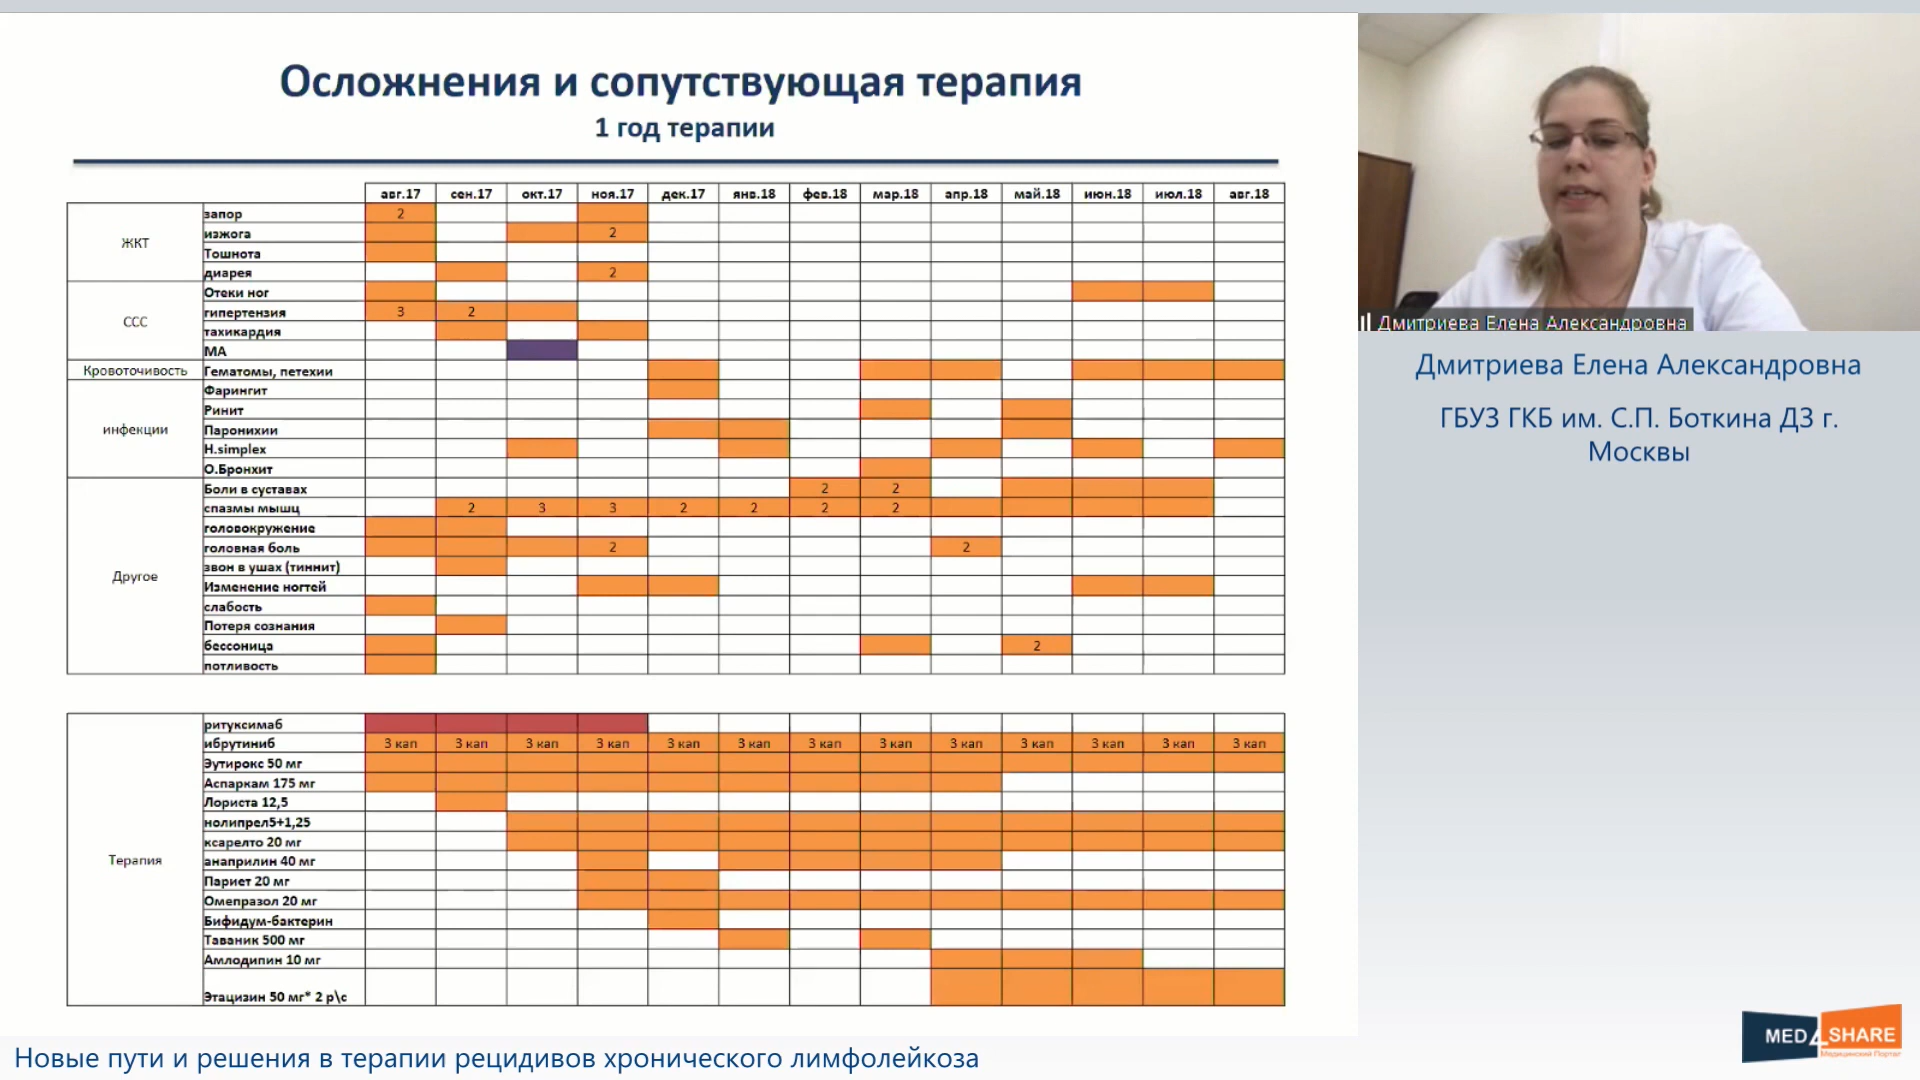 Осложнения и сопутствующая терапия
1 год терапии
авг.17 сен.17 окт.17 ноя.17 дек.17 янв.18 фев.18 мар.18 апр.18 май.18 июн.18 июл.18 авг.18
ЖКТ
запор 2
изжога 2
Тошнота
диарея 2
ССС
Отеки ног
гипертензия 3 2
тахикардия
МА
Кровоточивость Гематомы, петехии
инфекции
Фарингит
Ринит
Паронихии
H.simplex
О.Бронхит
Другое
Боли в суставах 2 2
спазмы мышц 2 3 3 2 2 2 2
головокружение
головная боль 2 2
звон в ушах (тиннит)
Изменение ногтей
слабость
Потеря сознания
бессоница 2
потливость
Терапия
ритуксимаб
ибрутиниб 3 кап 3 кап 3 кап 3 кап 3 кап 3 кап 3 кап 3 кап 3 кап 3 кап 3 кап 3 кап 3 кап
Эутирокс 50 мг
Аспаркам 175 мг
Лориста 12,5
нолипрел5+1,25
ксарелто 20 мг
анаприлин 40 мг
Париет 20 мг
Омепразол 20 мг
Бифидум-бактерин
Таваник 500 мг
Амлодипин 10 мг
Этацизин 50 мг* 2 р\с
Дмитриева Елена Александровна
Дмитриева Елена Александровна
ГБУЗ ГКБ им. С.П. Боткина ДЗ г.
Москвы
MED4SHARE
Медицинский Портал
Новые пути и решения в терапии рецидивов хронического лимфолейкоза